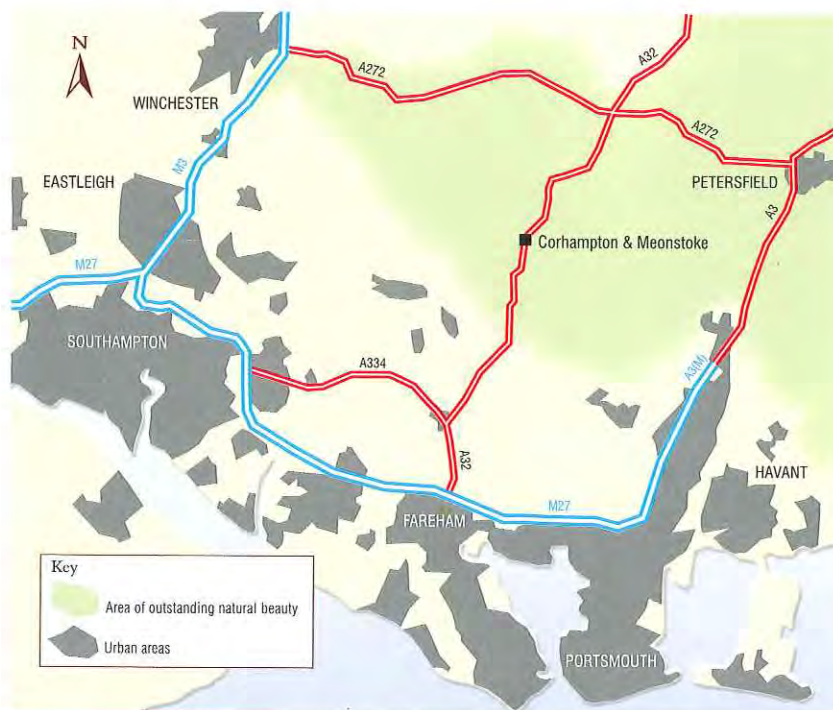 N
A32
A272
WINCHESTER
A272
M3
EASTLEIGH
PETERSFIELD
A3
Corhampton & Meonstoke
M27
SOUTHAMPTON
A334
A3(M)
A32
HAVANT
M27
FAREHAM
Key
Area of outstanding natural beauty
Urban areas
PORTSMOUTH